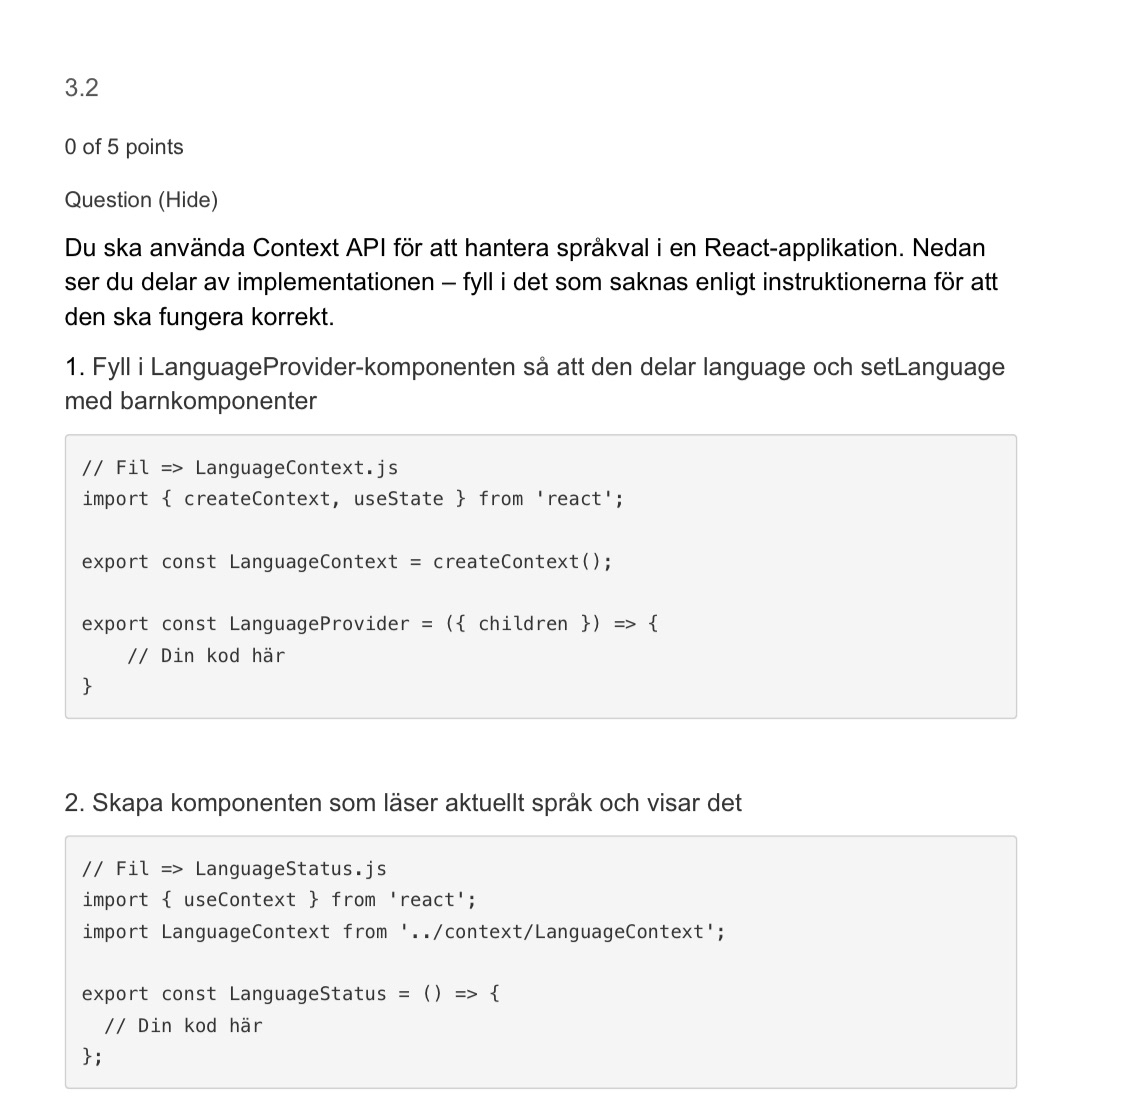 3.2
0 of 5 points
Question (Hide)
Du ska använda Context API för att hantera språkval i en React-applikation. Nedan
ser du delar av implementationen – fyll i det som saknas enligt instruktionerna för att
den ska fungera korrekt.
1. Fyll i LanguageProvider-komponenten så att den delar language och setLanguage
med barnkomponenter
// Fil => LanguageContext.js
import { createContext, useState } from 'react';
export const LanguageContext = createContext();
export const LanguageProvider = ({ children }) => {
    // Din kod här
}
2. Skapa komponenten som läser aktuellt språk och visar det
// Fil => LanguageStatus.js
import { useContext } from 'react';
import LanguageContext from '../context/LanguageContext';
export const LanguageStatus = () => {
  // Din kod här
};